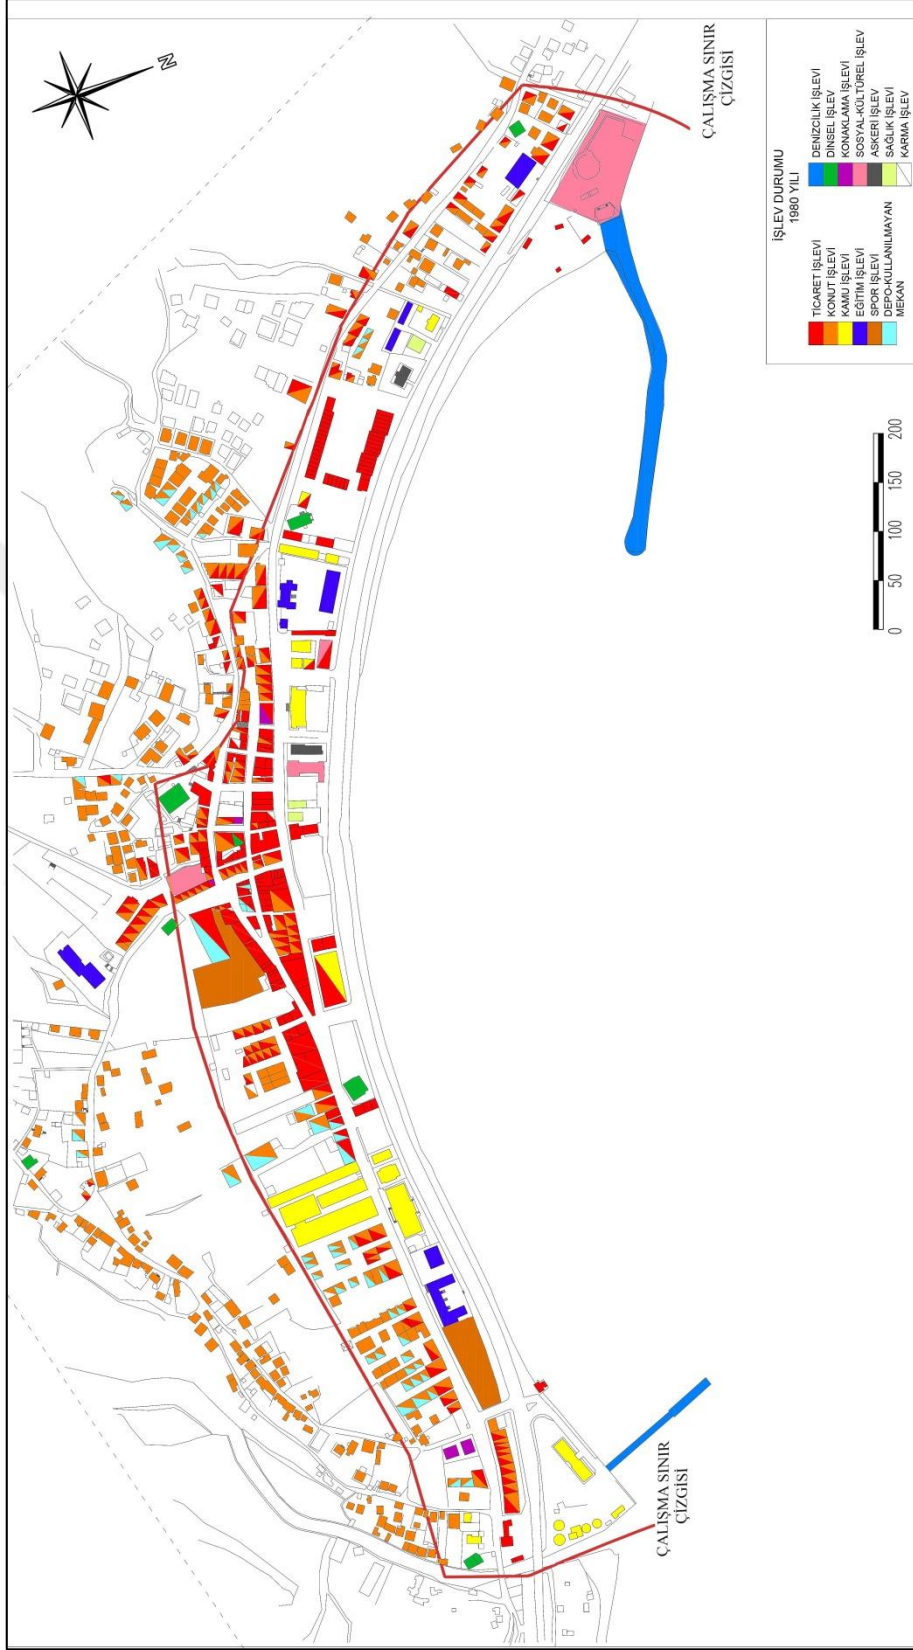 N
ÇALIŞMA SINIR
ÇİZGİSİ
İŞLEV DURUMU
1980 YILI
TİCARET İŞLEVİ
KONUT İŞLEVİ
KAMU İŞLEVİ
EĞİTİM İŞLEVİ
SPOR İŞLEVİ
DEPO-KULLANILMAYAN
MEKAN
DENİZCİLİK İŞLEVİ
DİNSEL İŞLEV
KONAKLAMA İŞLEVİ
SOSYAL-KÜLTÜREL İŞLEV
ASKERİ İŞLEV
SAĞLIK İŞLEVİ
KARMA İŞLEV
0 50 100 150 200
ÇALIŞMA SINIR
ÇİZGİSİ